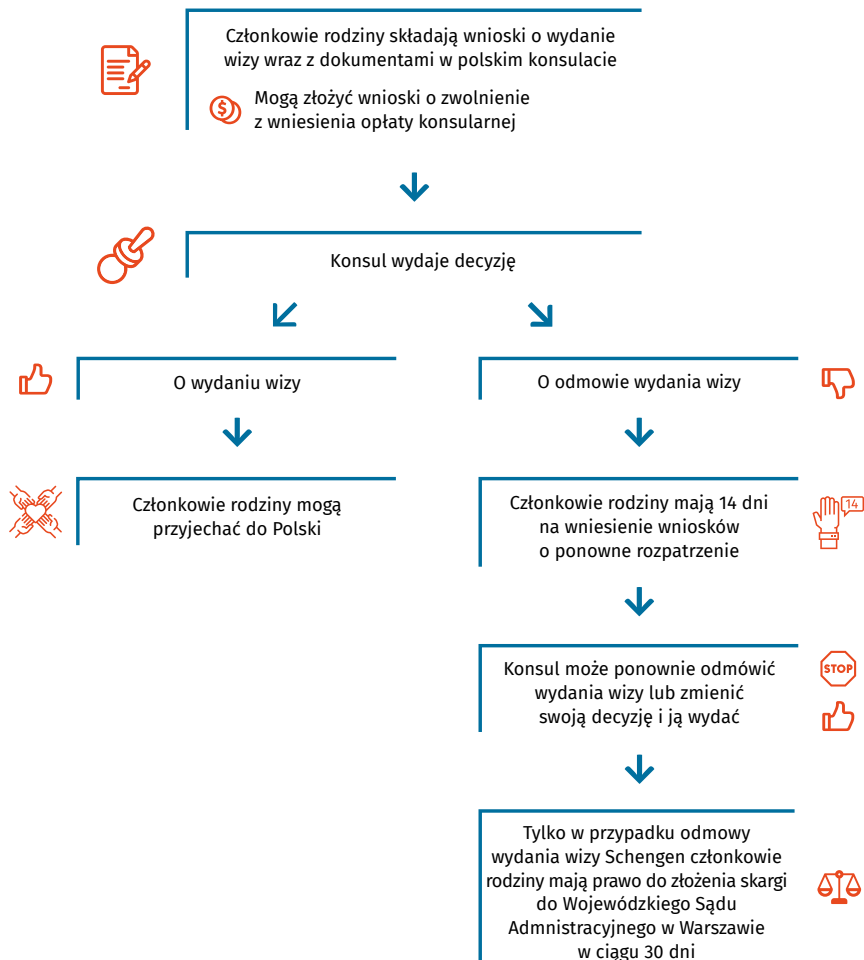 Członkowie rodziny składają wnioski o wydanie
wizy wraz z dokumentami w polskim konsulacie
$
Mogą złożyć wnioski o zwolnienie
z wniesienia opłaty konsularnej
Konsul wydaje decyzję
O wydaniu wizy
O odmowie wydania wizy
Członkowie rodziny mogą
przyjechać do Polski
Członkowie rodziny mają 14 dni
na wniesienie wniosków
o ponowne rozpatrzenie
14
Konsul może ponownie odmówić
wydania wizy lub zmienić
swoją decyzję i ją wydać
STOP
Tylko w przypadku odmowy
wydania wizy Schengen członkowie
rodziny mają prawo do złożenia skargi
do Wojewódzkiego Sądu
Admnistracyjnego w Warszawie
w ciągu 30 dni